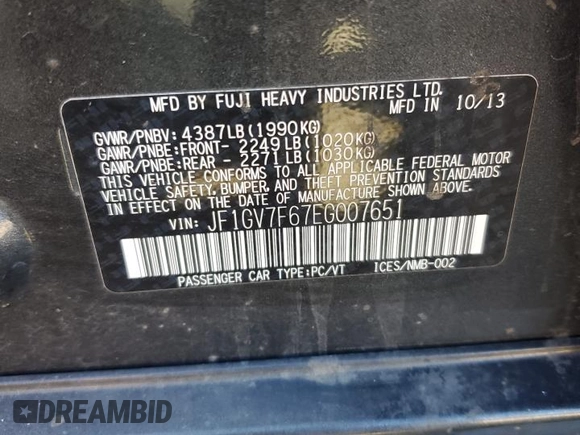 MFD BY FUJI HEAVY INDUSTRIES LTD.
MFD IN 10/13
GVWR/PNBV: 4387LB(1990KG)
GAWR/PNBE:FRONT- 2249LB(1020KG)
GAWR/PNBE:REAR - 2271LB(1030KG)
THIS VEHICLE CONFORMS TO ALL APPLICABLE FEDERAL MOTOR
VEHICLE SAFETY, BUMPER, AND THEFT PREVENTION STANDARDS
IN EFFECT ON THE DATE OF MANUFACTURE SHOWN ABOVE.
VIN: JF1GV7F67EG007651
PASSENGER CAR TYPE:PC/VT ICES/NMB-002
DREAMBID